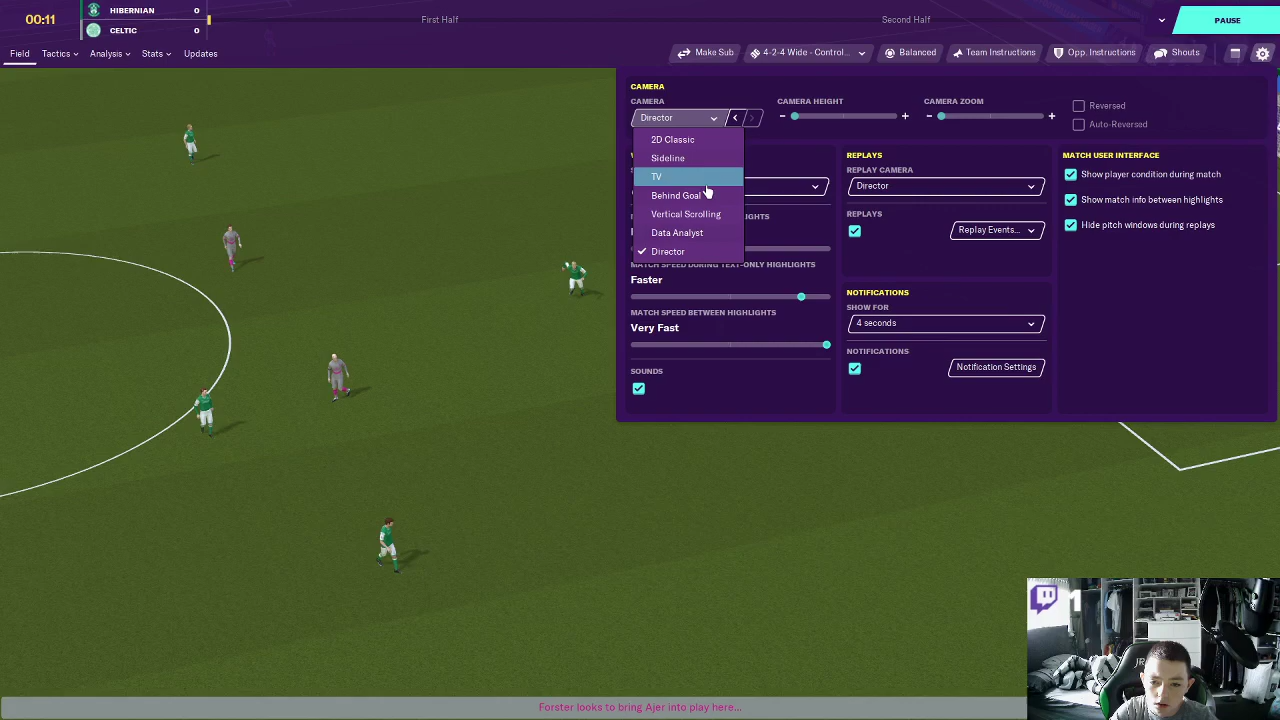 00:11
HIBERNIAN 0
CELTIC 0
First Half
Second Half
PAUSE
Field
Tactics
Analysis
Stats
Updates
Make Sub
4-2-4 Wide - Control...
Balanced
Team Instructions
Opp. Instructions
Shouts
CAMERA
CAMERA
Director
2D Classic
Sideline
TV
Behind Goal
Vertical Scrolling
Data Analyst
Director
CAMERA HEIGHT
CAMERA ZOOM
Reversed
Auto-Reversed
MATCH SPEED DURING TEXT-ONLY HIGHLIGHTS
Faster
MATCH SPEED BETWEEN HIGHLIGHTS
Very Fast
SOUNDS
REPLAYS
REPLAY CAMERA
Director
REPLAYS
Replay Events...
NOTIFICATIONS
SHOW FOR
4 seconds
NOTIFICATIONS
Notification Settings
MATCH USER INTERFACE
Show player condition during match
Show match info between highlights
Hide pitch windows during replays
Forster looks to bring Ajer into play here...